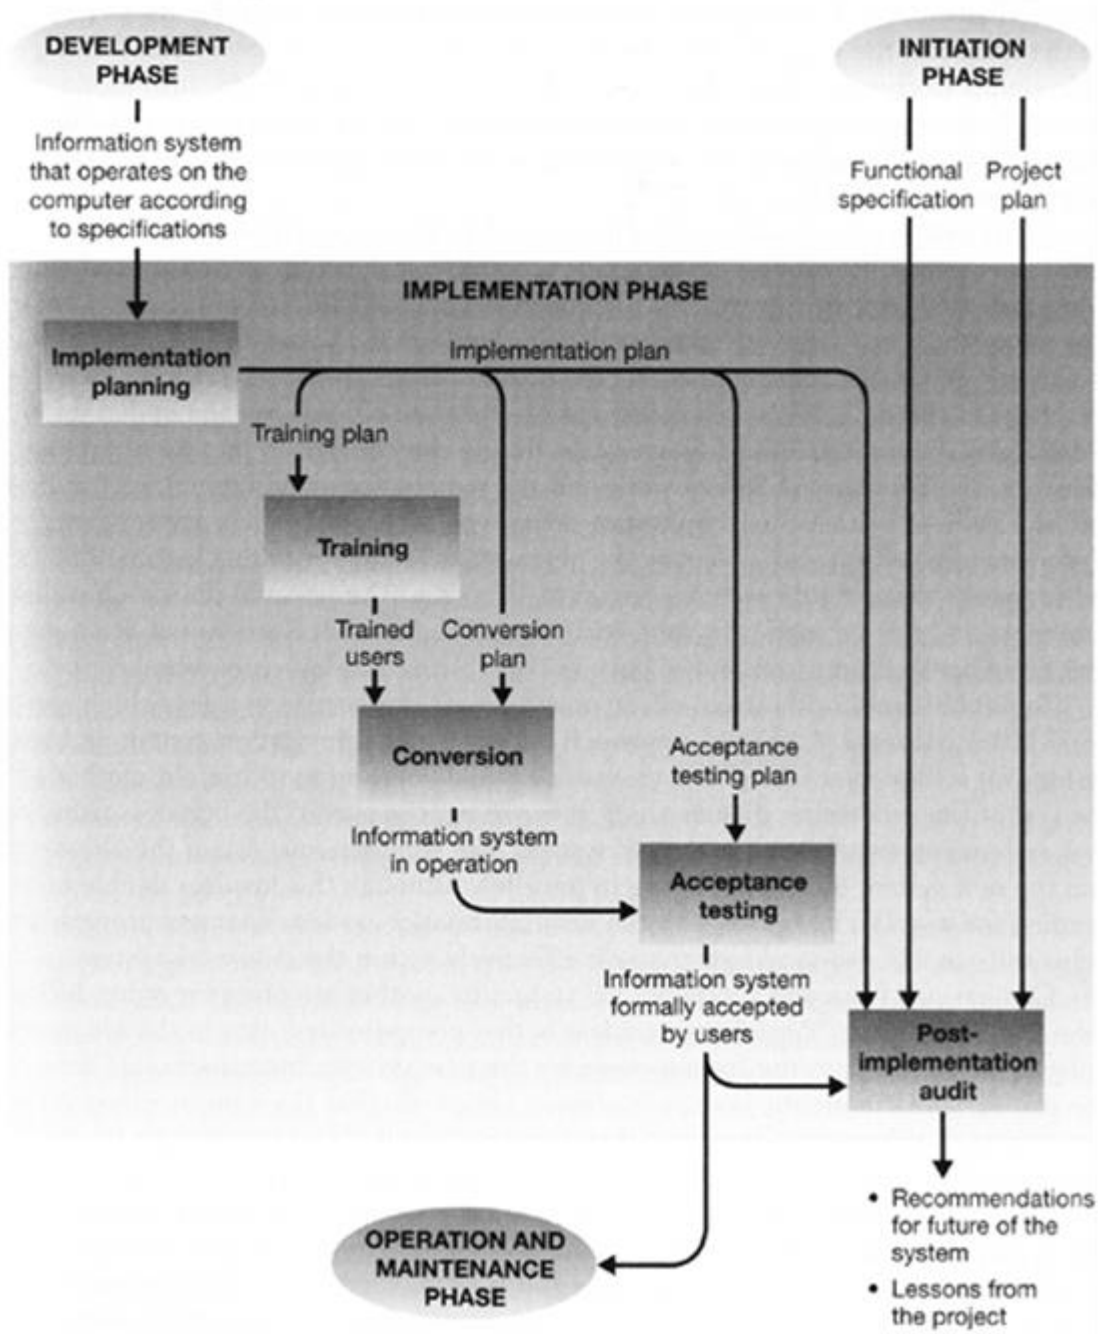 DEVELOPMENT
PHASE
INITIATION
PHASE
Information system
that operates on the
computer according
to specifications
Functional
specification
Project
plan
IMPLEMENTATION PHASE
Implementation
planning
Implementation plan
Training plan
Training
Trained
users
Conversion
plan
Conversion
Acceptance
testing plan
Information system
in operation
Acceptance
testing
Information system
formally accepted
by users
Post-
implementation
audit
• Recommendations
for future of the
system
• Lessons from
the project
OPERATION AND
MAINTENANCE
PHASE